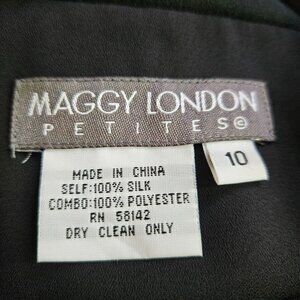 MAGGY LONDON
PETITES©
10
MADE IN CHINA
SELF:100% SILK
COMBO:100% POLYESTER
RN 58142
DRY CLEAN ONLY